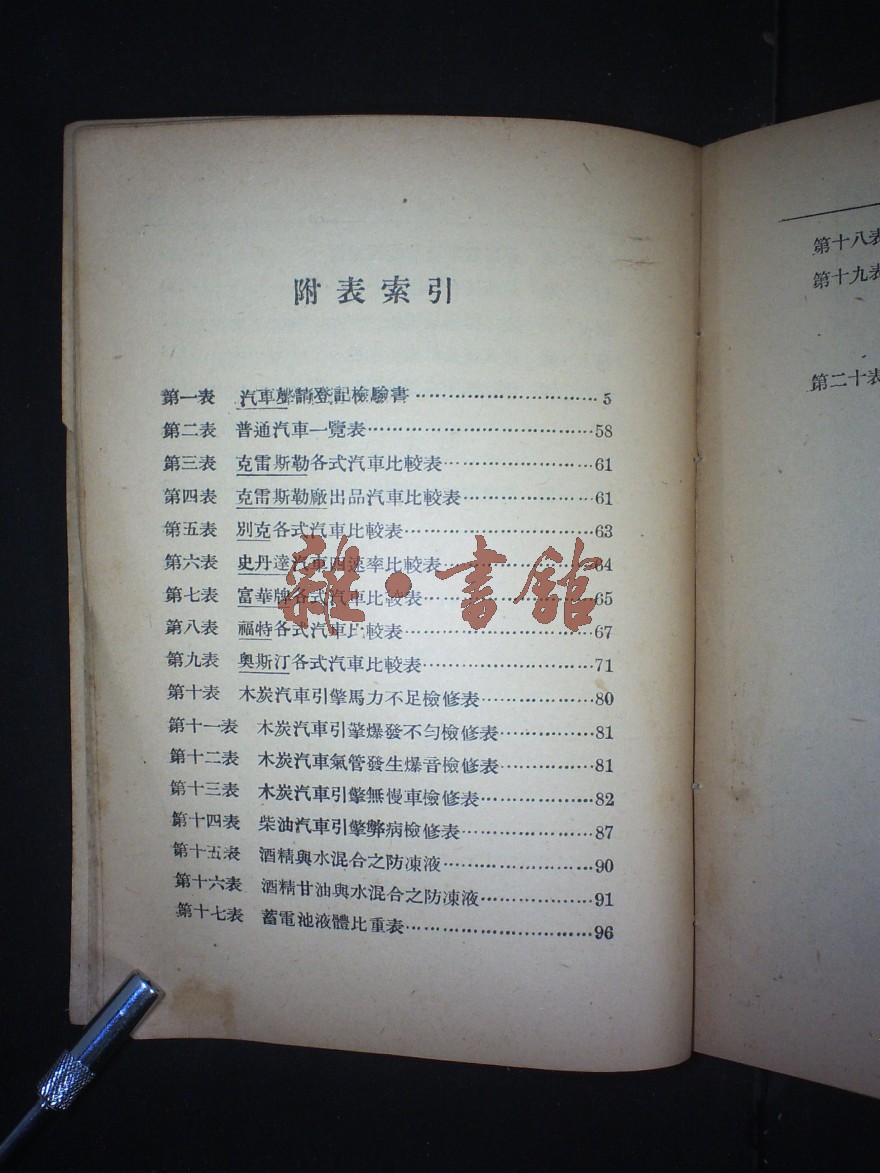 附表索引
第一表 汽車聲請登記檢驗書 5
第二表 普通汽車一覽表 58
第三表 克雷斯勒各式汽車比較表 61
第四表 克雷斯勒廠出品汽車比較表 61
第五表 別克各式汽車比較表 63
第六表 史丹達汽車四速率比較表 64
第七表 富華牌各式汽車比較表 65
第八表 福特各式汽車比較表 67
第九表 奧斯汀各式汽車比較表 71
第十表 木炭汽車引擎馬力不足檢修表 80
第十一表 木炭汽車引擎爆發不勻檢修表 81
第十二表 木炭汽車氣管發生爆音檢修表 81
第十三表 木炭汽車引擎無慢車檢修表 82
第十四表 柴油汽車引擎弊病檢修表 87
第十五表 酒精與水混合之防凍液 90
第十六表 酒精甘油與水混合之防凍液 91
第十七表 蓄電池液體比重表 96
雜·書館
第十八表
第十九表
第二十表